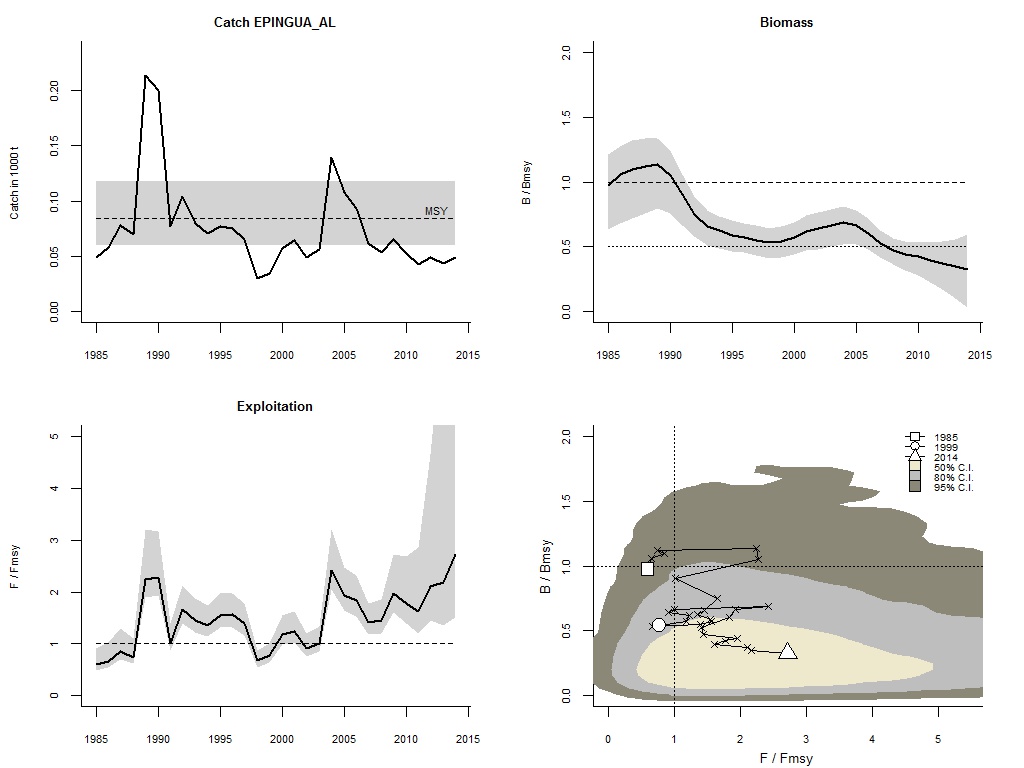 Catch EPINGUA_AL
Catch in 1000 t
0.00 0.05 0.10 0.15 0.20
MSY
1985 1990 1995 2000 2005 2010 2015
Biomass
B / Bmsy
0.0 0.5 1.0 1.5 2.0
1985 1990 1995 2000 2005 2010 2015
Exploitation
F / Fmsy
0 1 2 3 4 5
1985 1990 1995 2000 2005 2010 2015
B / Bmsy
0.0 0.5 1.0 1.5 2.0
1985
1999
2014
50% C.I.
80% C.I.
95% C.I.
0 1 2 3 4 5
F / Fmsy